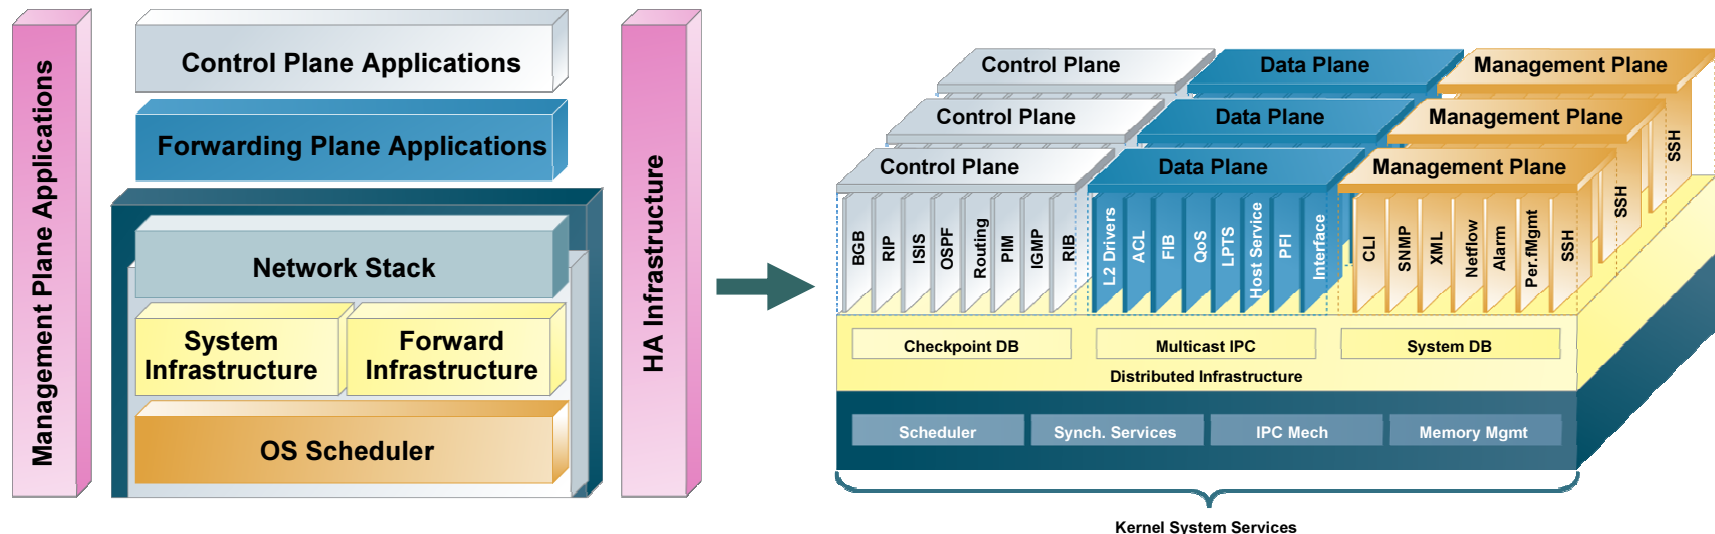 Management Plane Applications
Control Plane Applications
Forwarding Plane Applications
Network Stack
System
Infrastructure
Forward
Infrastructure
OS Scheduler
HA Infrastructure
Control Plane
Data Plane
Management Plane
Control Plane
Data Plane
Management Plane
SSH
Control Plane
Data Plane
Management Plane
SSH
BGB
RIP
ISIS
OSPF
Routing
PIM
IGMP
RIB
L2 Drivers
ACL
FIB
QoS
LPTS
Host Service
PFI
Interface
CLI
SNMP
XML
Netflow
Alarm
Per.fMgmt
SSH
Checkpoint DB
Multicast IPC
System DB
Distributed Infrastructure
Scheduler
Synch. Services
IPC Mech
Memory Mgmt
Kernel System Services